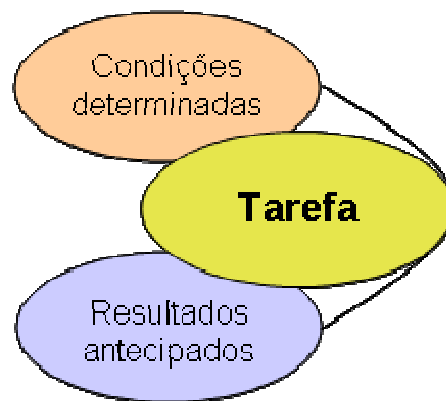 Condições
determinadas
Tarefa
Resultados
antecipados